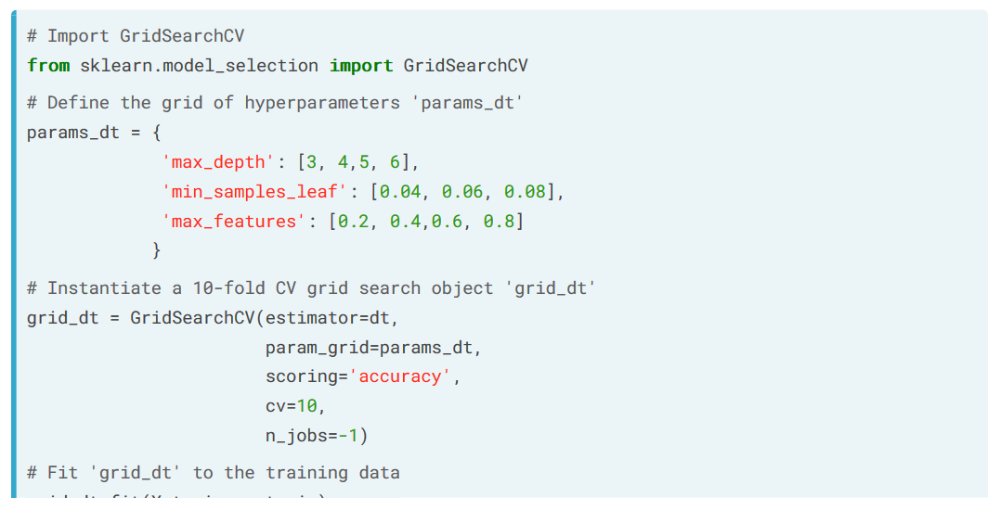 # Import GridSearchCV
from sklearn.model_selection import GridSearchCV
# Define the grid of hyperparameters 'params_dt'
params_dt = {
'max_depth': [3, 4,5, 6],
'min_samples_leaf': [0.04, 0.06, 0.08],
'max_features': [0.2, 0.4,0.6, 0.8]
}
# Instantiate a 10-fold CV grid search object 'grid_dt'
grid_dt = GridSearchCV(estimator=dt,
param_grid=params_dt,
scoring='accuracy',
cv=10,
n_jobs=-1)
# Fit 'grid_dt' to the training data